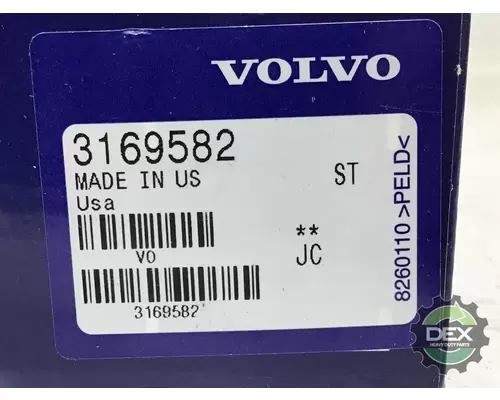 VOLVO
3169582
MADE IN US
ST
Usa
**
VO
JC
3169582
8260110 >PELD<
DEX
HEAVY DUTY PARTS